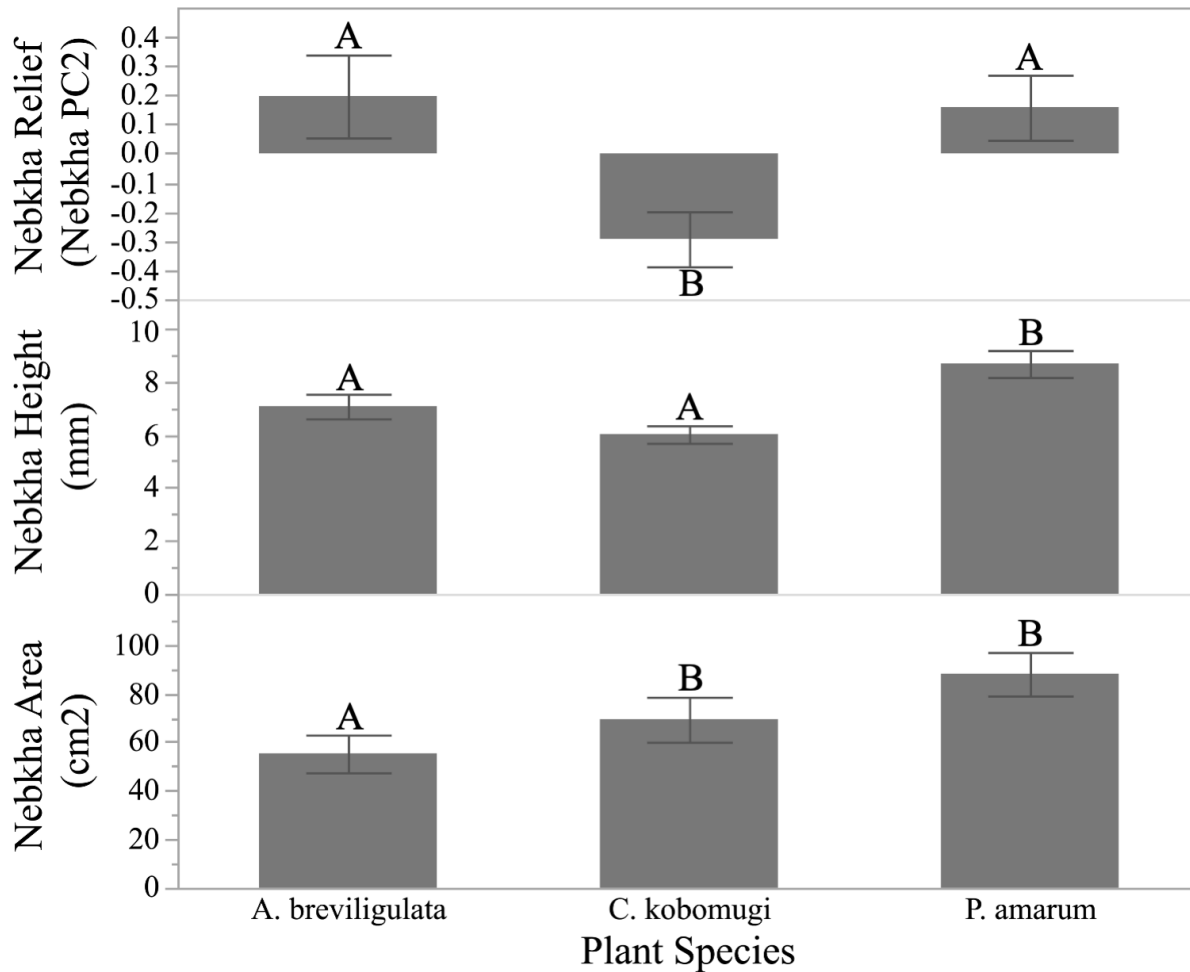 Nebkha Relief
(Nebkha PC2)
0.4
0.3
0.2
0.1
0.0
-0.1
-0.2
-0.3
-0.4
-0.5
A
B
A
Nebkha Height
(mm)
10
8
6
4
2
0
A
A
B
Nebkha Area
(cm2)
100
80
60
40
20
0
A
B
B
A. breviligulata C. kobomugi P. amarum
Plant Species